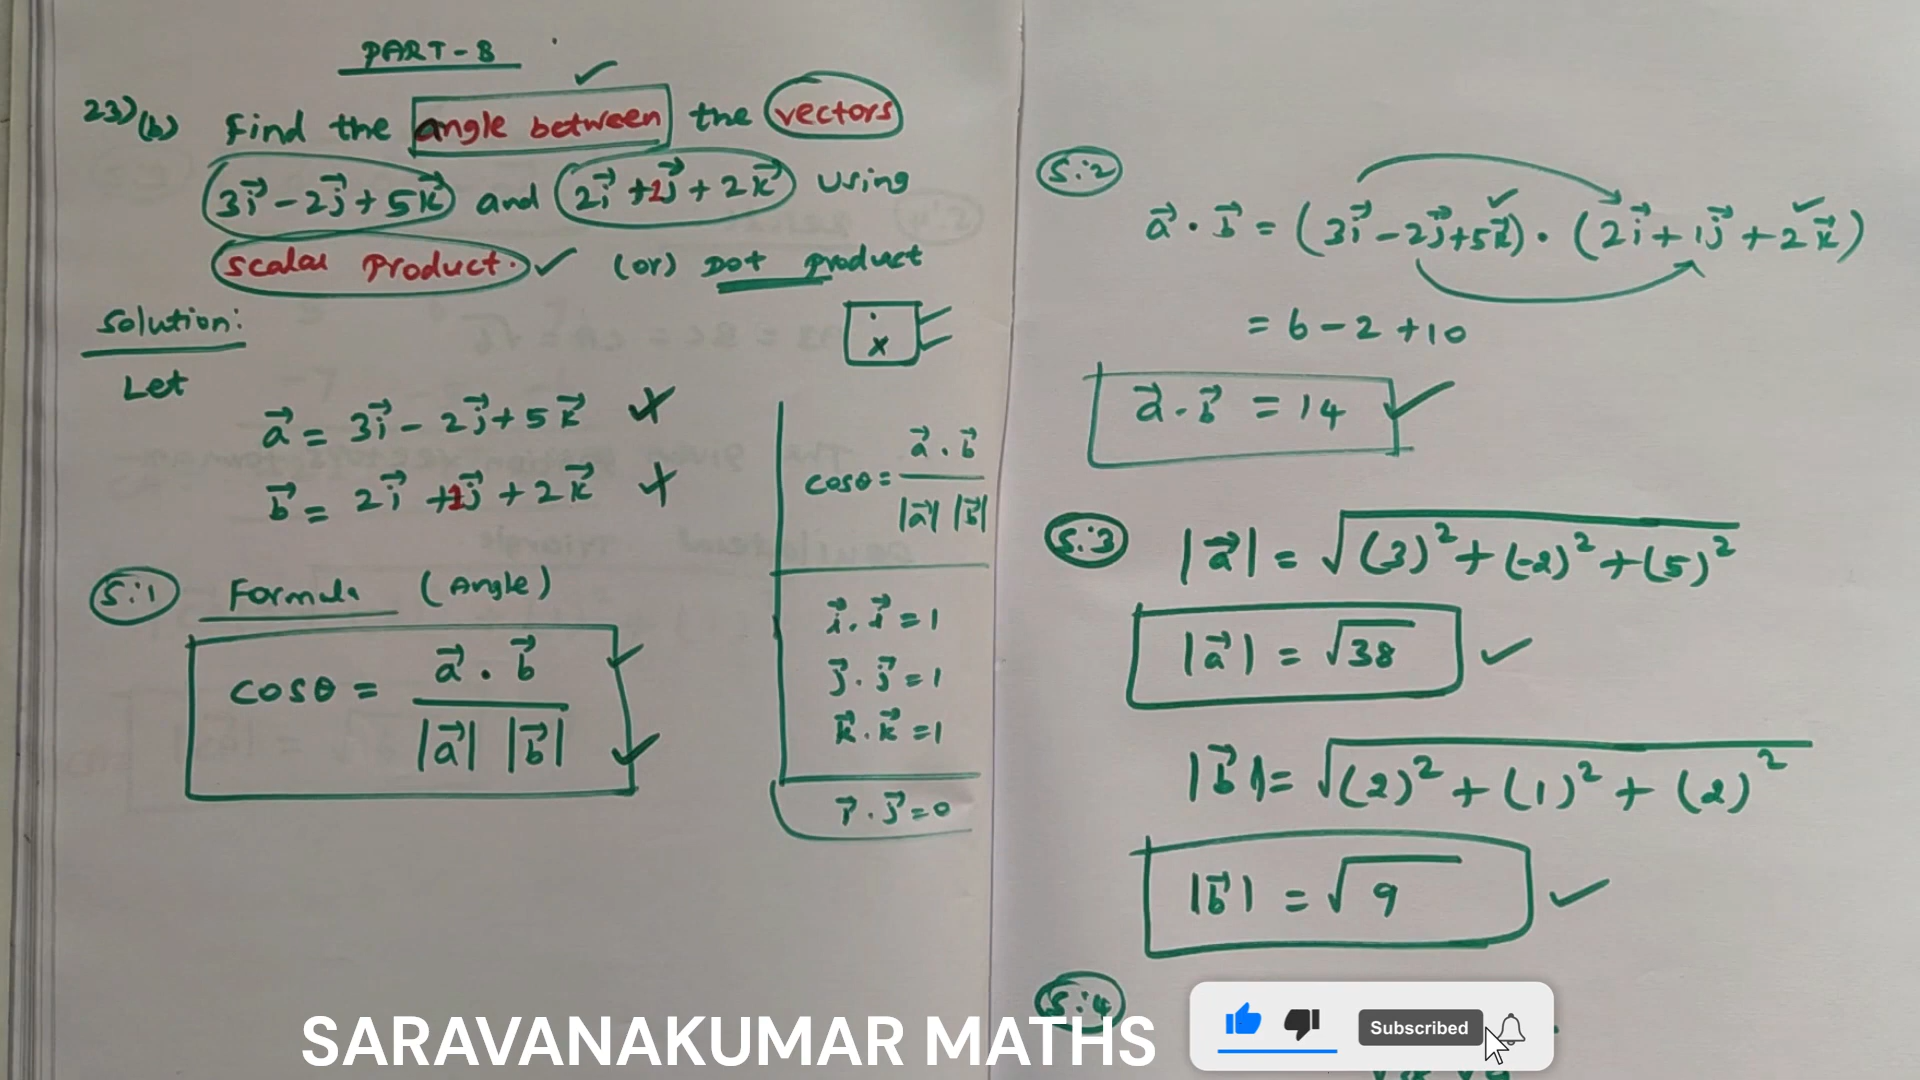 PART-B
23)(b) Find the angle between the vectors
3i⃗ - 2j⃗ + 5k⃗ and 2i⃗ + 1j⃗ + 2k⃗ using
scalar product. ✓ (or) Dot product
Solution:
.
x
Let
a⃗ = 3i⃗ - 2j⃗ + 5k⃗
b⃗ = 2i⃗ + 1j⃗ + 2k⃗
S:1 Formula (Angle)
cosθ = a⃗ . b⃗ / |a⃗| |b⃗|
cosθ = a⃗ . b⃗ / |a⃗| |b⃗|
i⃗ . i⃗ = 1
j⃗ . j⃗ = 1
k⃗ . k⃗ = 1
i⃗ . j⃗ = 0
S:2
a⃗ . b⃗ = (3i⃗ - 2j⃗ + 5k⃗) . (2i⃗ + 1j⃗ + 2k⃗)
= 6 - 2 + 10
a⃗ . b⃗ = 14 ✓
S:3 |a⃗| = √(3)² + (-2)² + (5)²
|a⃗| = √38 ✓
|b⃗| = √(2)² + (1)² + (2)²
|b⃗| = √9 ✓
S:4
SARAVANAKUMAR MATHS
Subscribed